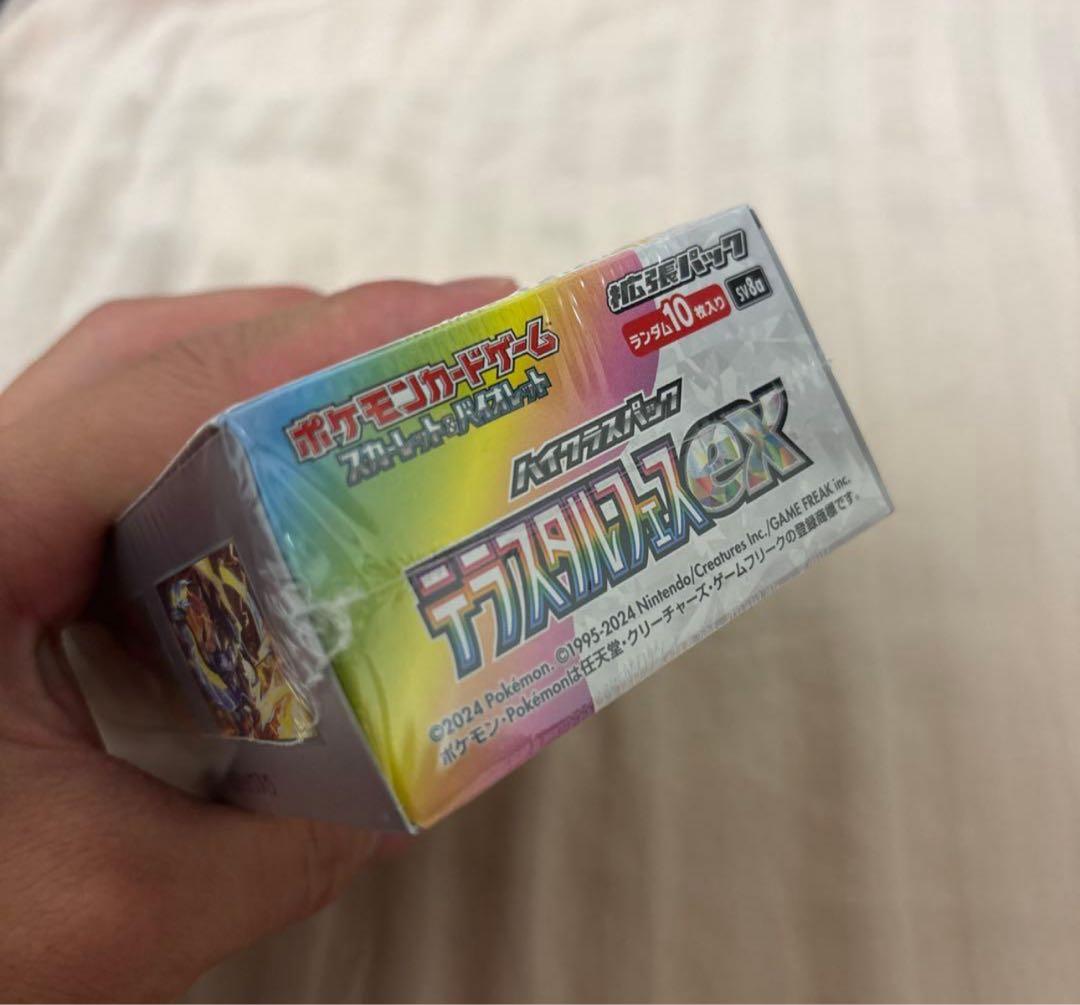 ポケモンカードゲーム
スカーレット&バイオレット
拡張パック
ランダム10枚入り
sv8a
ハイクラスパック
テラスタルフェスex
©2024 Pokémon. ©1995-2024 Nintendo/Creatures Inc./GAME FREAK inc.
ポケモン・Pokémonは任天堂・クリーチャーズ・ゲームフリークの登録商標です。